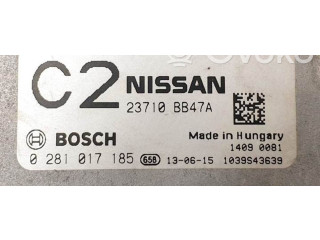 C2 NISSAN
23710 BB47A
BOSCH
Made in Hungary
1409 0081
0 281 017 185 658 13-06-15 1039S43639
OVOKO